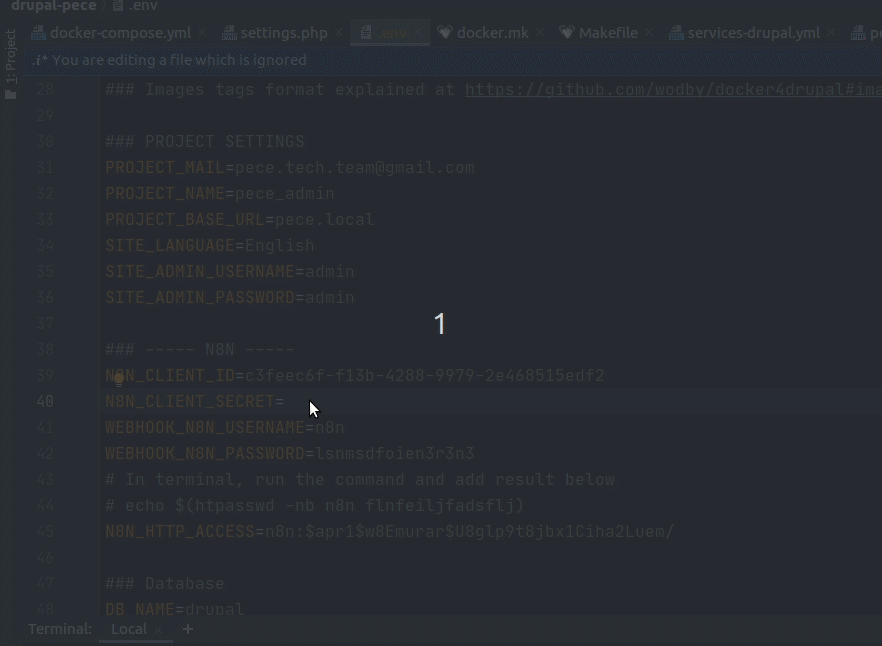 drupal-pece .env
docker-compose.yml settings.php .env docker.mk Makefile services-drupal.yml
.i* You are editing a file which is ignored
1: Project
28 ### Images tags format explained at https://github.com/wodby/docker4drupal#ima
29
30 ### PROJECT SETTINGS
31 PROJECT_MAIL=pece.tech.team@gmail.com
32 PROJECT_NAME=pece_admin
33 PROJECT_BASE_URL=pece.local
34 SITE_LANGUAGE=English
35 SITE_ADMIN_USERNAME=admin
36 SITE_ADMIN_PASSWORD=admin
37
1
38 ### ----- N8N -----
39 N8N_CLIENT_ID=c3feec6f-f13b-4288-9979-2e468515edf2
40 N8N_CLIENT_SECRET=
41 WEBHOOK_N8N_USERNAME=n8n
42 WEBHOOK_N8N_PASSWORD=lsnmsdfoien3r3n3
43 # In terminal, run the command and add result below
44 # echo $(htpasswd -nb n8n flnfeiljfadsflj)
45 N8N_HTTP_ACCESS=n8n:$apr1$w8Emurar$U8glp9t8jbx1Ciha2Luem/
46
47 ### Database
48 DB_NAME=drupal
Terminal: Local +